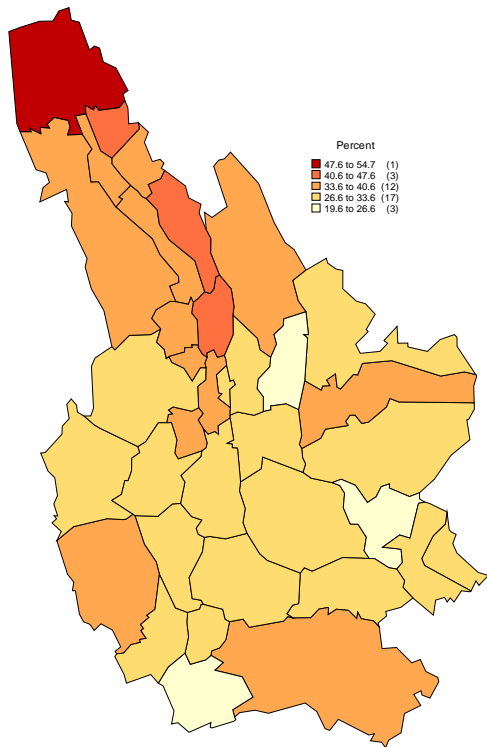 Percent
47.6 to 54.7 (1)
40.6 to 47.6 (3)
33.6 to 40.6 (12)
26.6 to 33.6 (17)
19.6 to 26.6 (3)